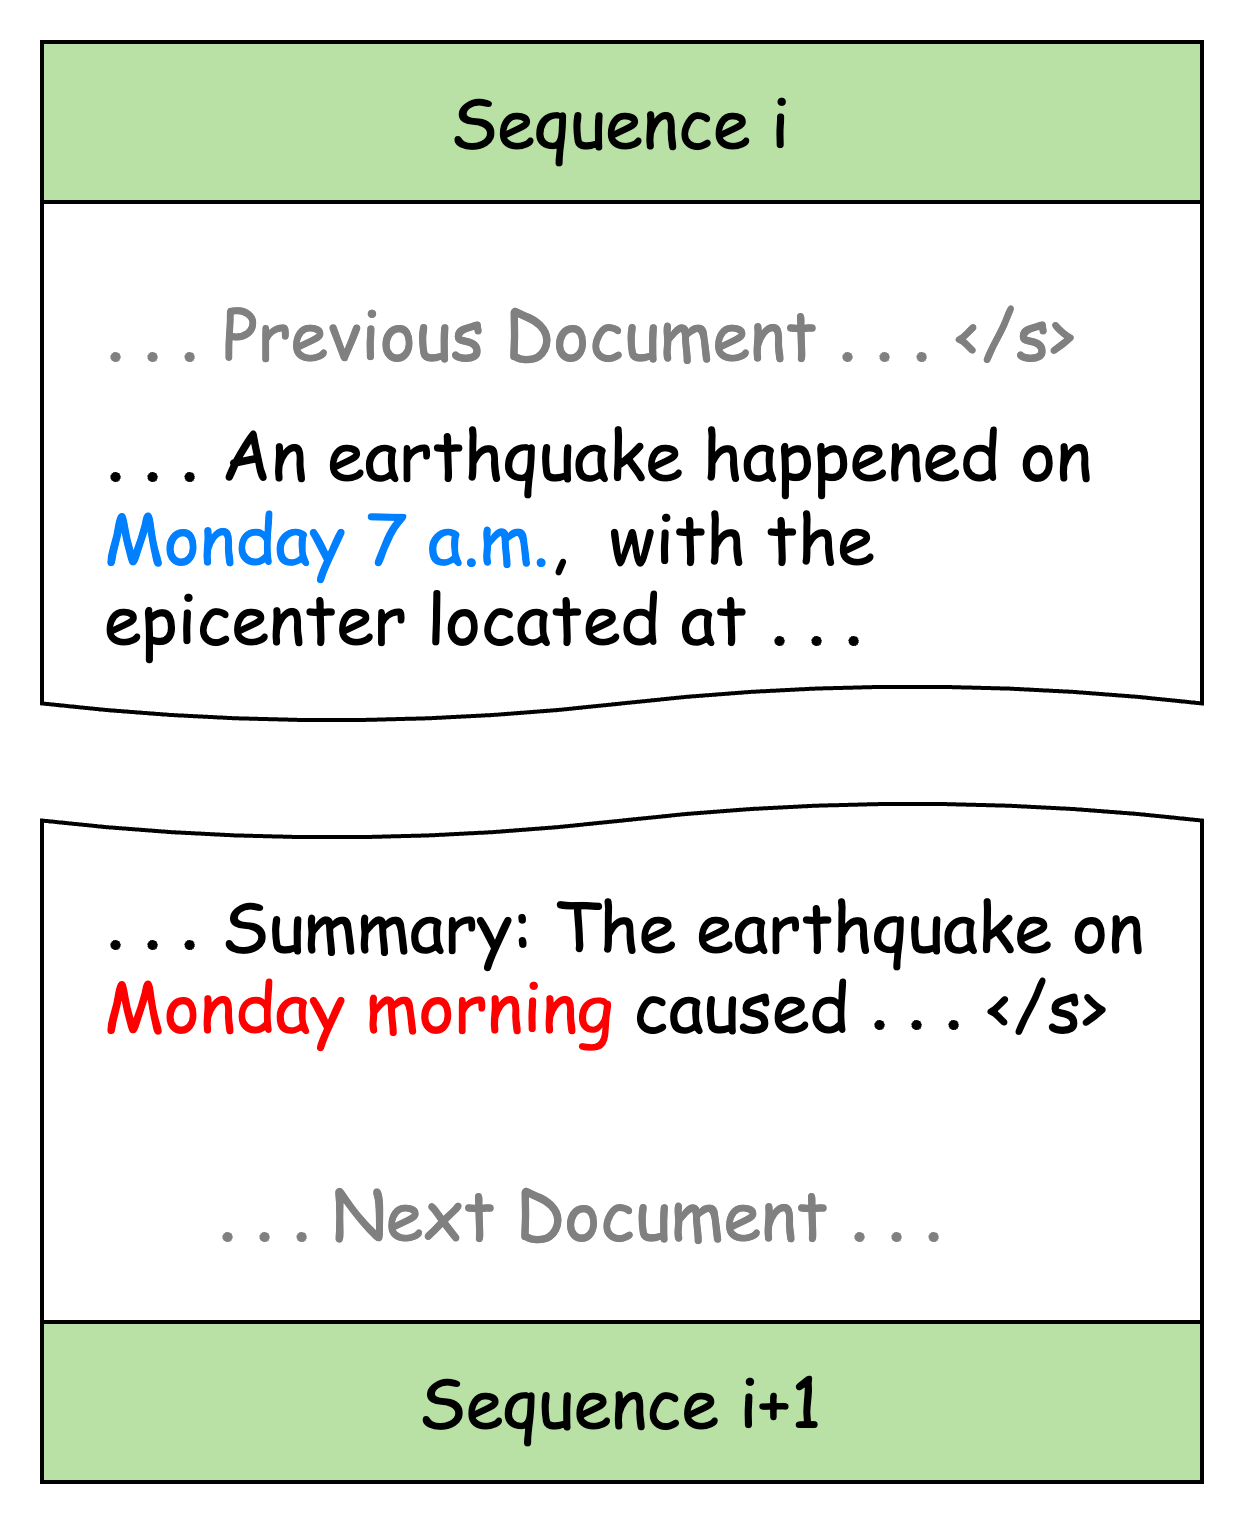 Sequence i
. . . Previous Document . . . </s>
. . . An earthquake happened on
Monday 7 a.m., with the
epicenter located at . . .
. . . Summary: The earthquake on
Monday morning caused . . . </s>
. . . Next Document . . .
Sequence i+1